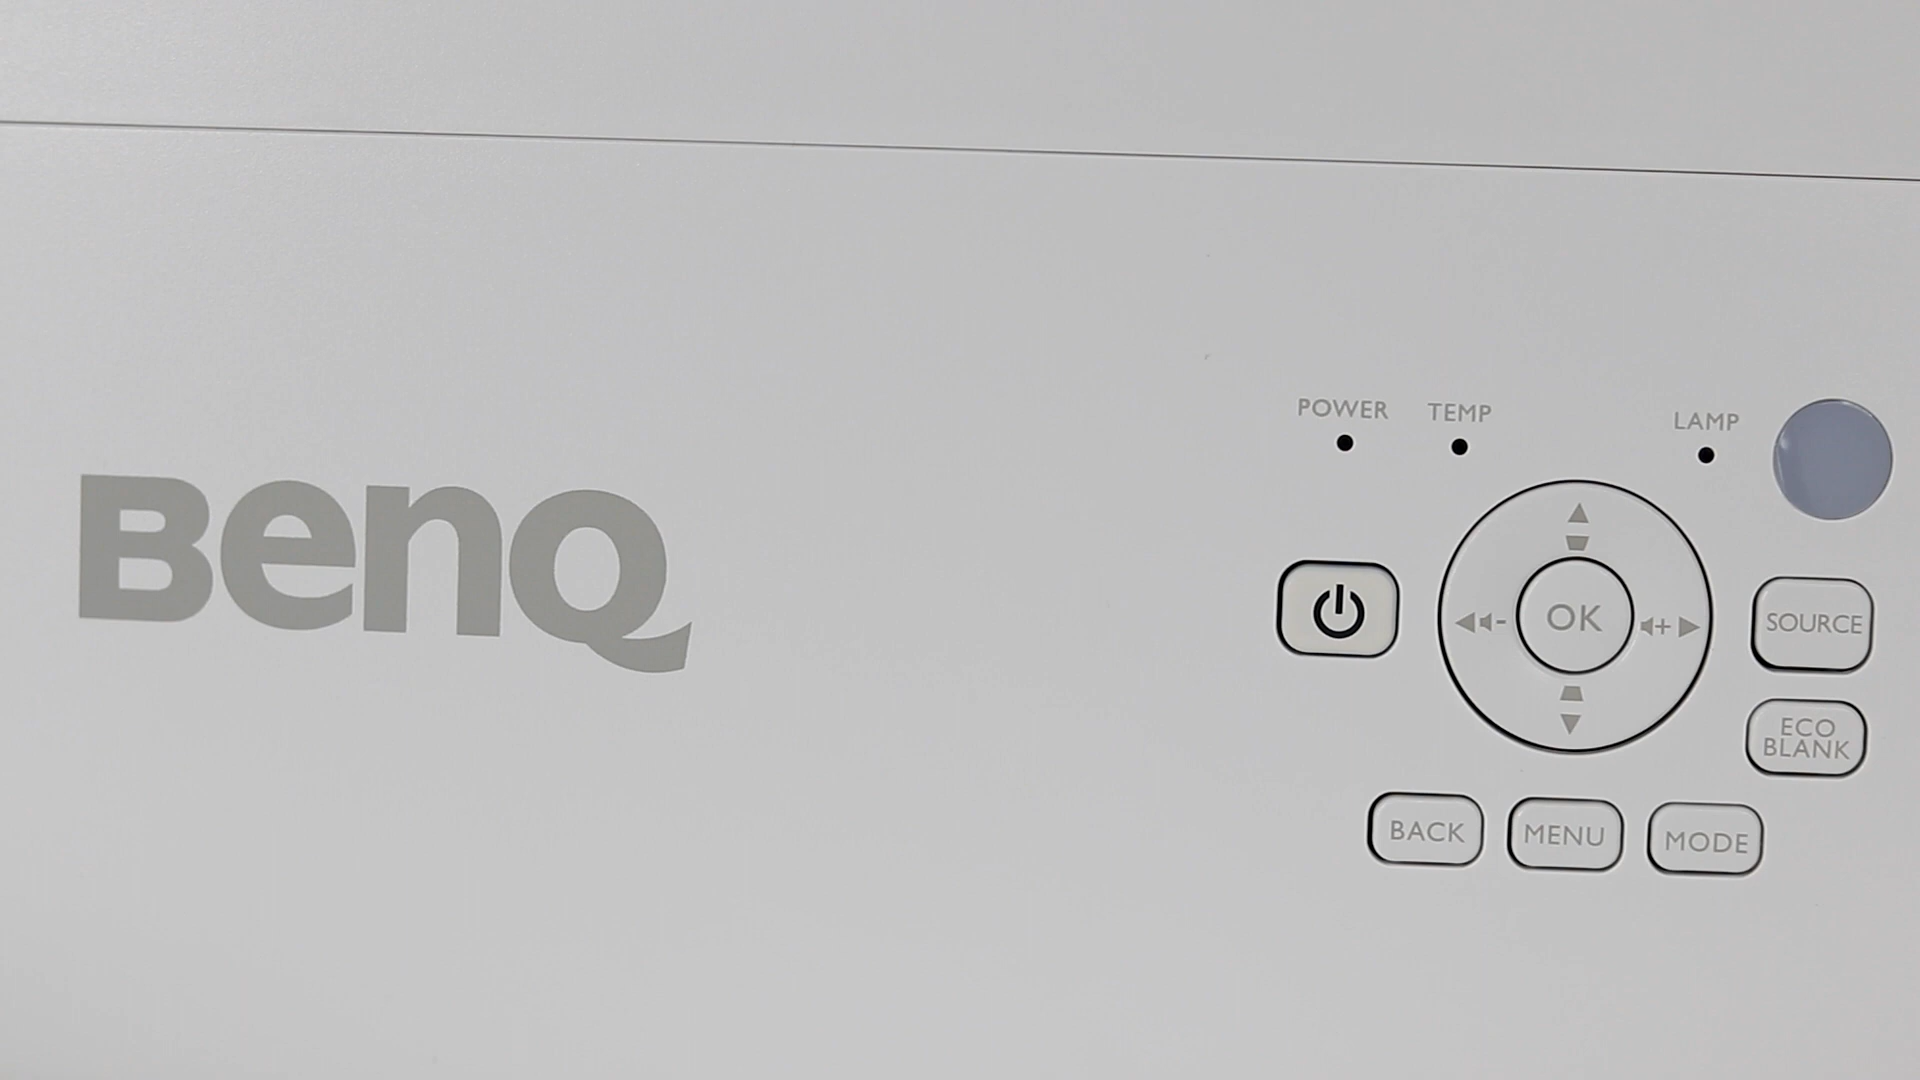 BenQ
POWER TEMP LAMP
OK
SOURCE
ECO
BLANK
BACK MENU MODE